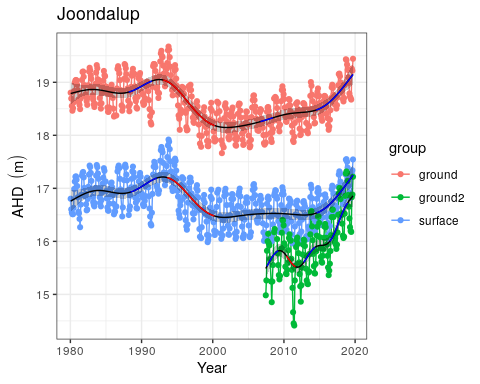 Joondalup
AHD (m)
19
18
17
16
15
1980
1990
2000
2010
2020
Year
group
ground
ground2
surface